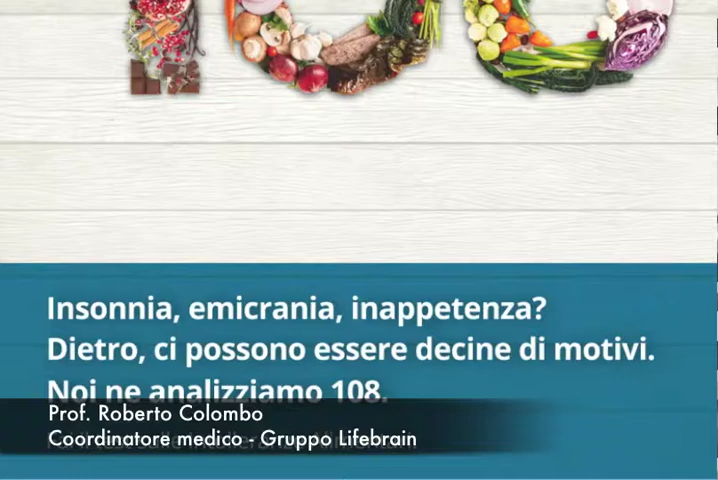 Insonnia, emicrania, inappetenza?
Dietro, ci possono essere decine di motivi.
Noi ne analizziamo 108.
Prof. Roberto Colombo
Coordinatore medico - Gruppo Lifebrain